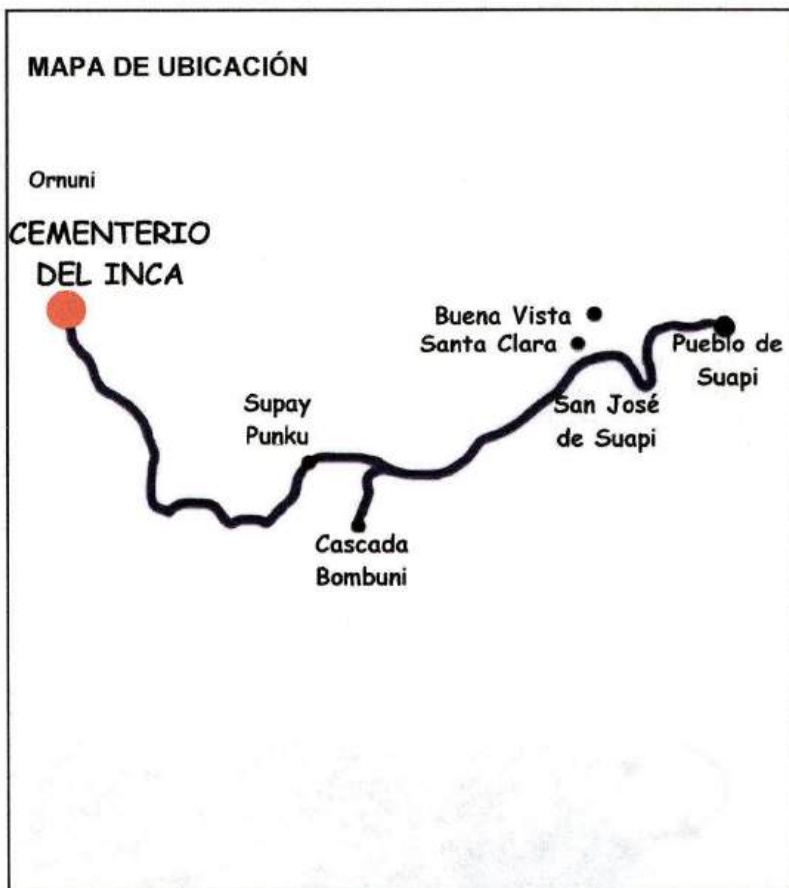 MAPA DE UBICACIÓN
Ornuni
CEMENTERIO
DEL INCA
Buena Vista
Santa Clara
Pueblo de
Suapi
San José
de Suapi
Supay
Punku
Cascada
Bombuni